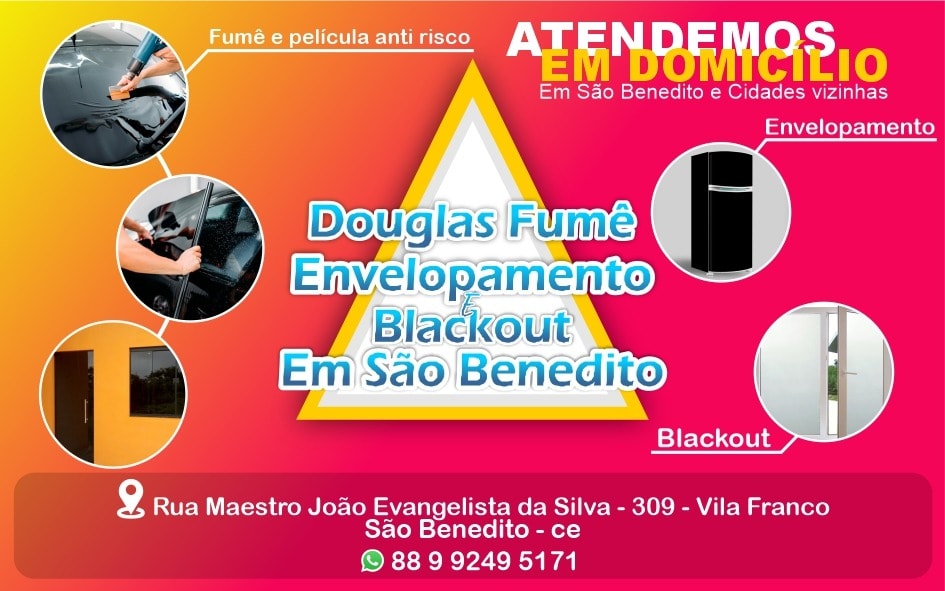 Fumê e película anti risco
ATENDEMOS
EM DOMICÍLIO
Em São Benedito e Cidades vizinhas
Envelopamento
Douglas Fumê
Envelopamento
E
Blackout
Em São Benedito
Blackout
Rua Maestro João Evangelista da Silva - 309 - Vila Franco
São Benedito - ce
88 9 9249 5171